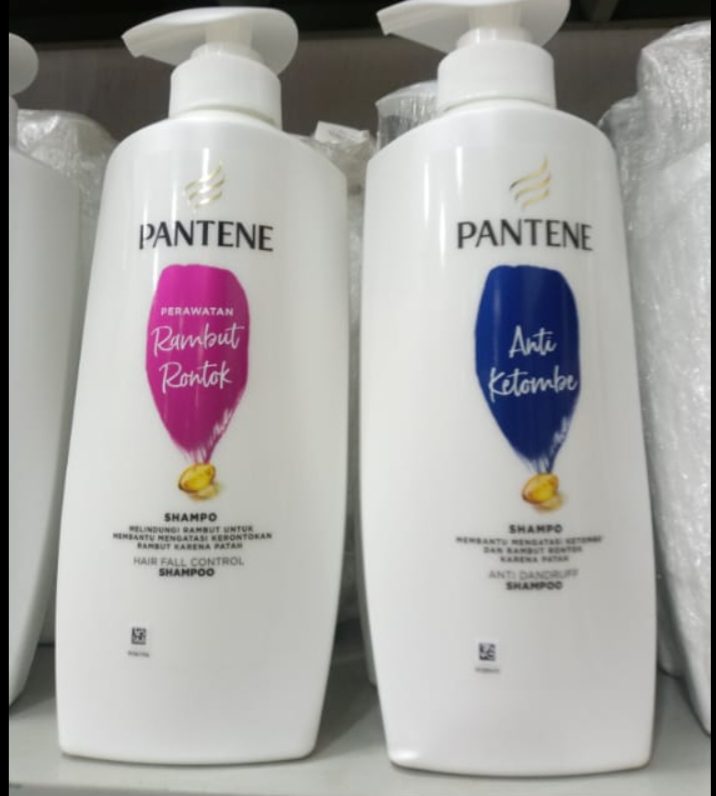 PANTENE
PERAWATAN
Rambut
Rontok
SHAMPO
MELINDUNGI RAMBUT UNTUK
MEMBANTU MENGATASI KERONTOKAN
RAMBUT KARENA PATAH
HAIR FALL CONTROL
SHAMPOO
PANTENE
Anti
Ketombe
SHAMPO
MEMBANTU MENGATASI KETOMBE
DAN RAMBUT RONTOK
KARENA PATAH
ANTI DANDRUFF
SHAMPOO